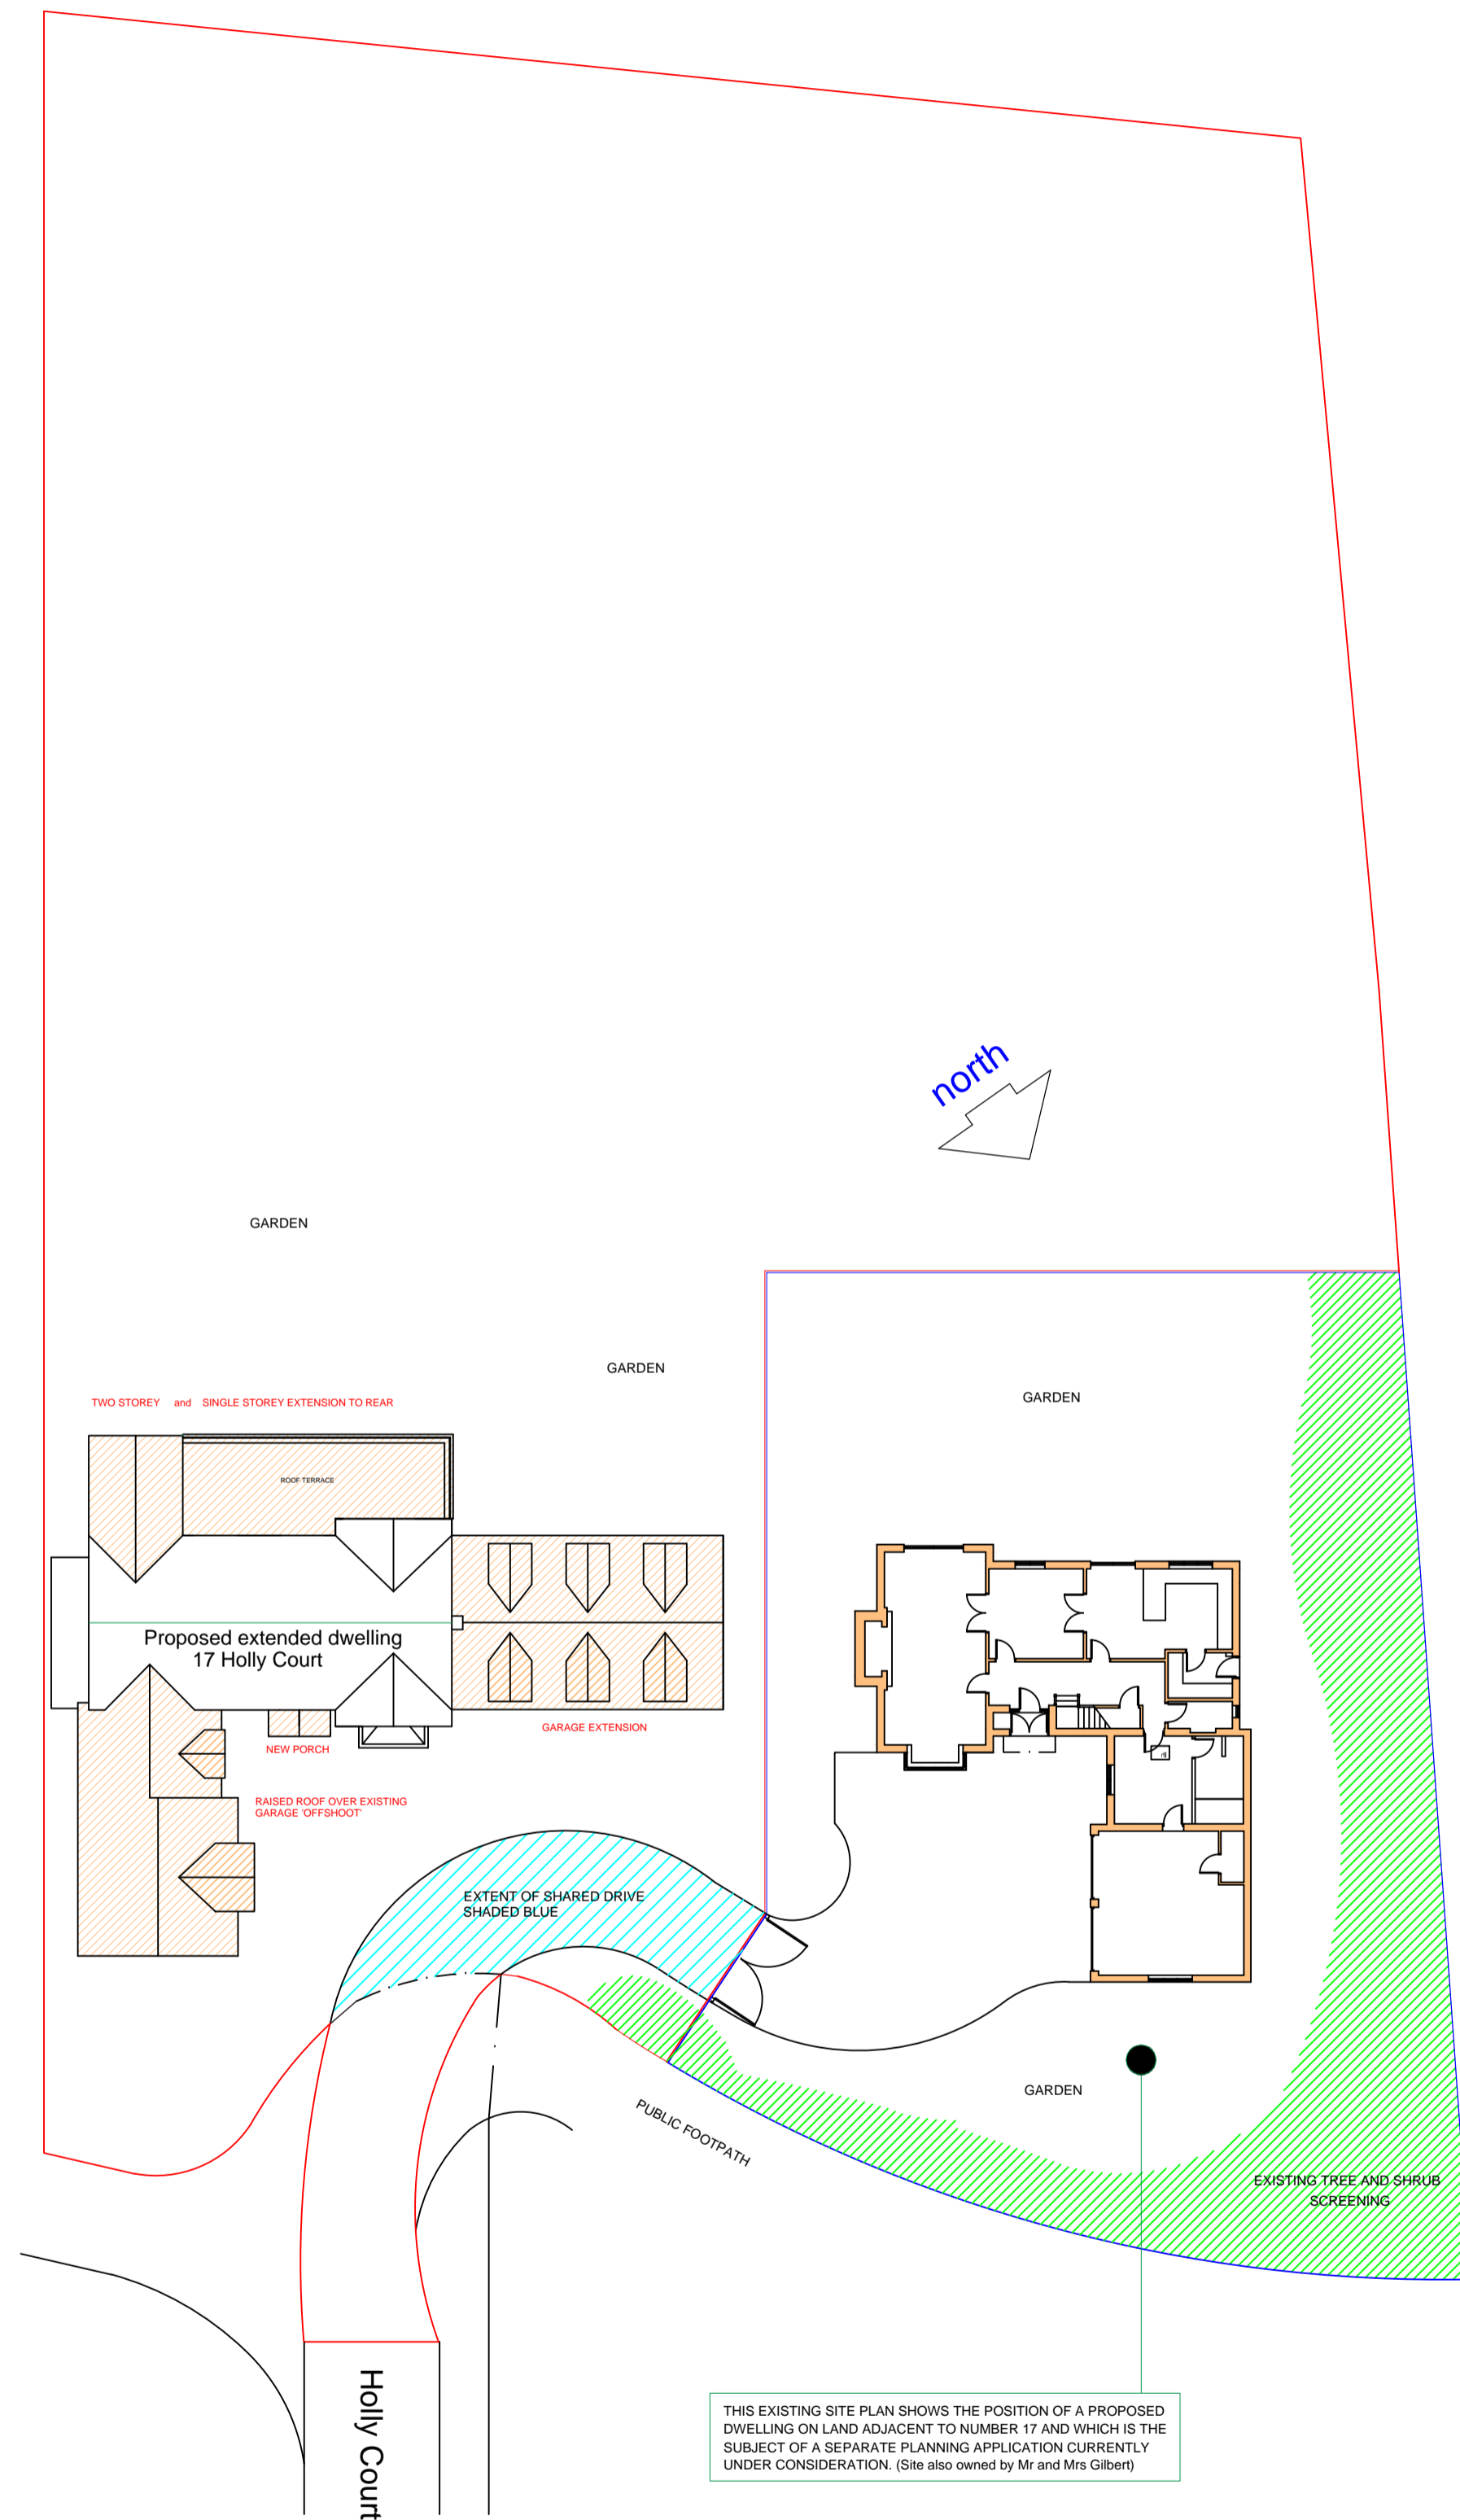 north
GARDEN
GARDEN
GARDEN
TWO STOREY and SINGLE STOREY EXTENSION TO REAR
ROOF TERRACE
Proposed extended dwelling
17 Holly Court
GARAGE EXTENSION
NEW PORCH
RAISED ROOF OVER EXISTING
GARAGE 'OFFSHOOT'
EXTENT OF SHARED DRIVE
SHADED BLUE
GARDEN
PUBLIC FOOTPATH
EXISTING TREE AND SHRUB
SCREENING
Holly Court
THIS EXISTING SITE PLAN SHOWS THE POSITION OF A PROPOSED
DWELLING ON LAND ADJACENT TO NUMBER 17 AND WHICH IS THE
SUBJECT OF A SEPARATE PLANNING APPLICATION CURRENTLY
UNDER CONSIDERATION. (Site also owned by Mr and Mrs Gilbert)